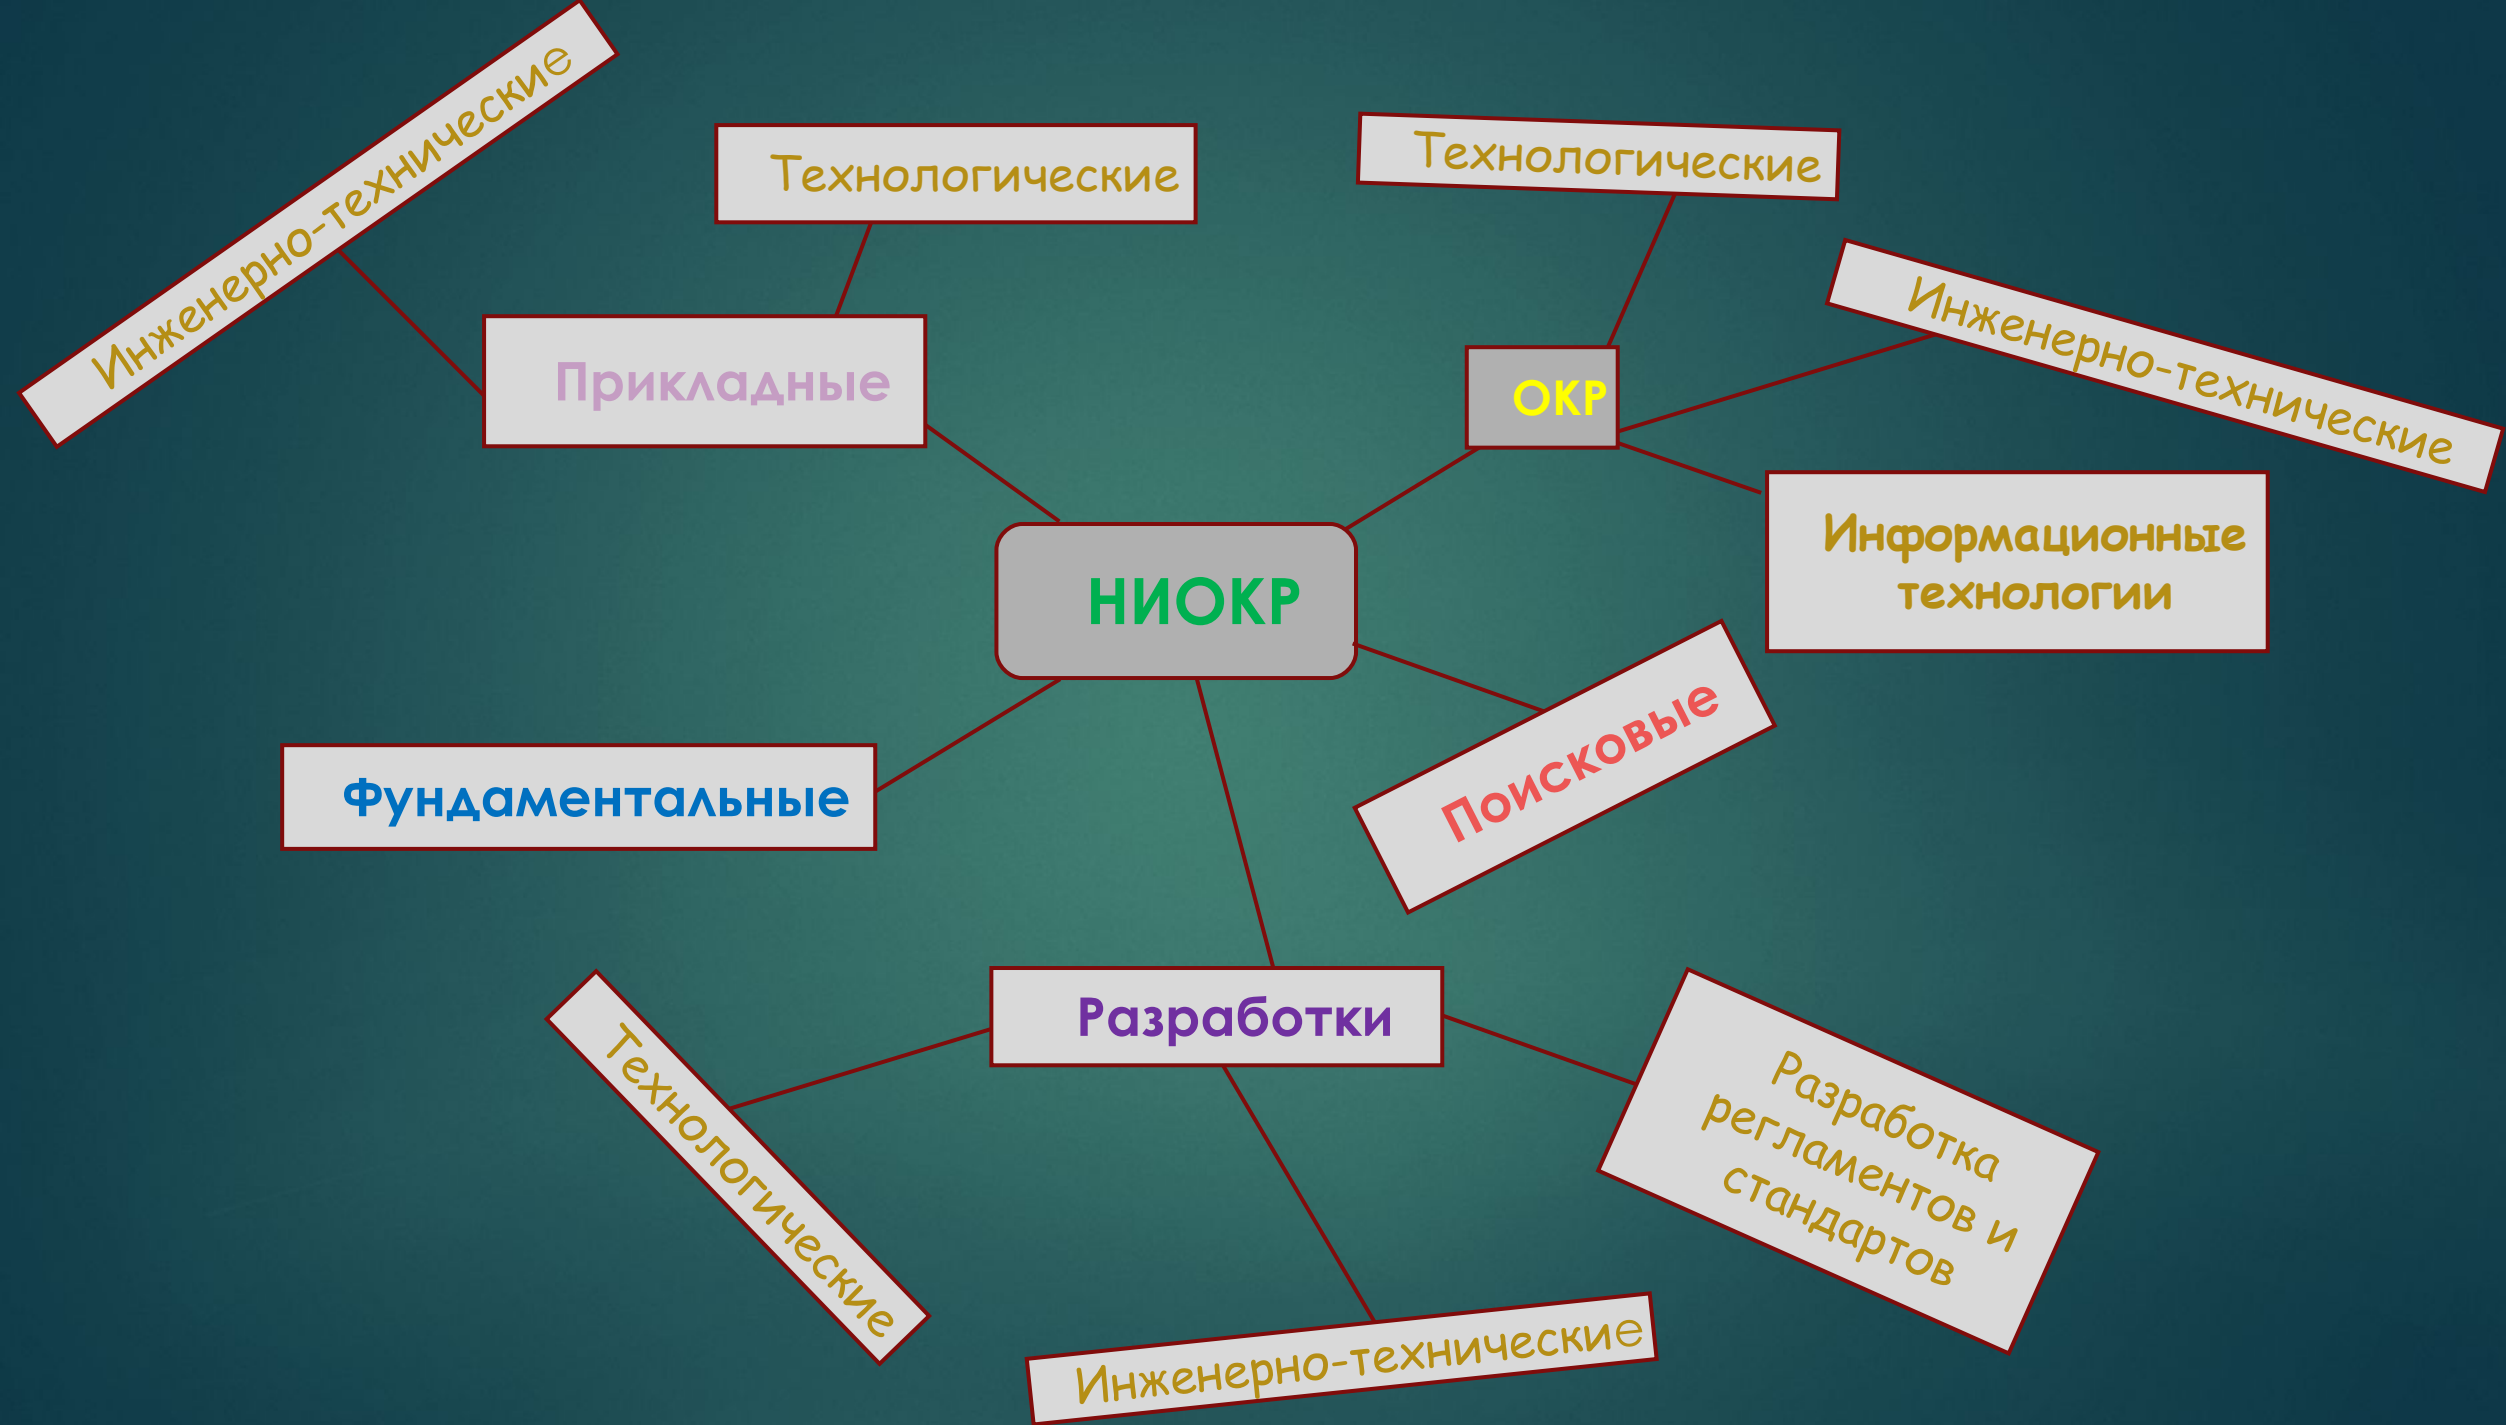 Инженерно-технические
Технологические
Технологические
Инженерно-технические
Прикладные
ОКР
Информационные
технологии
НИОКР
Поисковые
Фундаментальные
Разработки
Технологические
Разработка
регламентов и
стандартов
Инженерно-технические